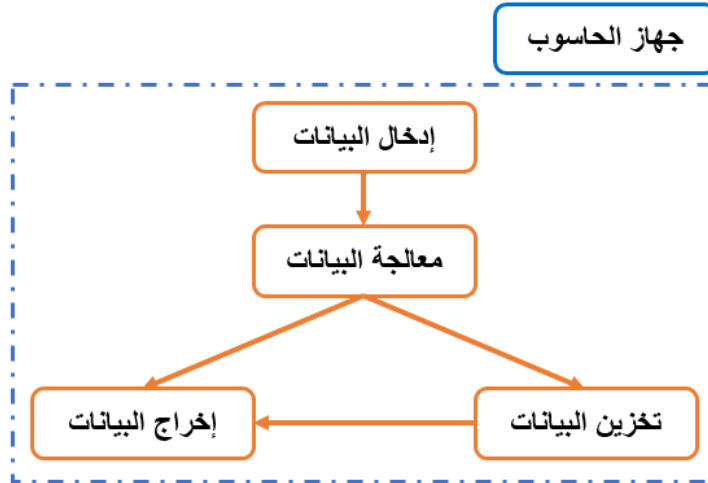 جهاز الحاسوب
إدخال البيانات
معالجة البيانات
تخزين البيانات
إخراج البيانات